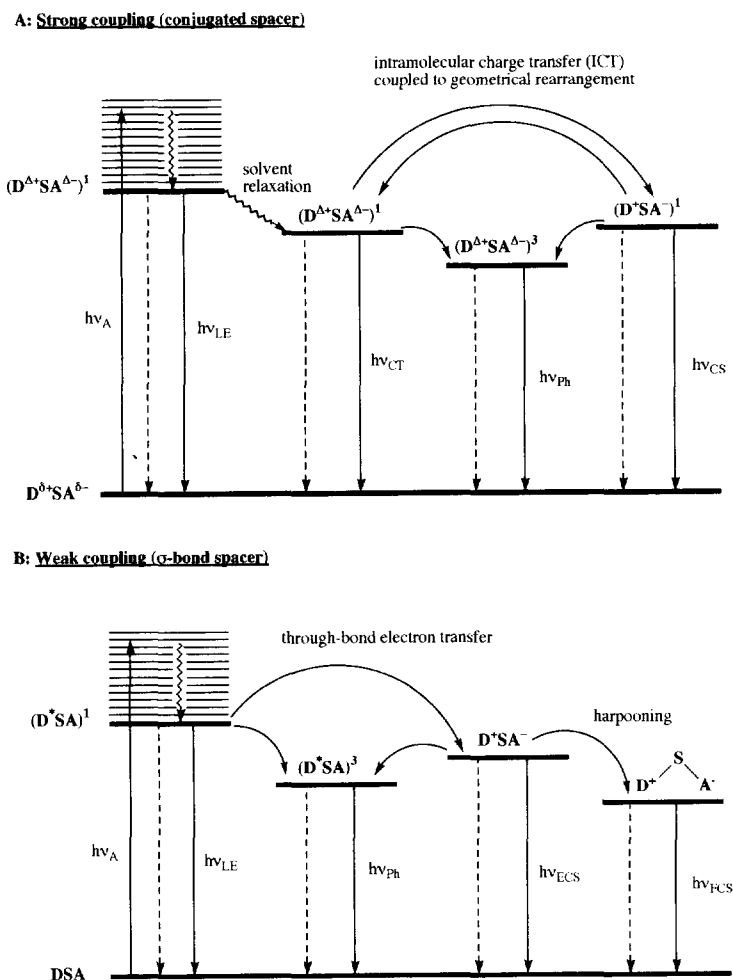 A: Strong coupling (conjugated spacer)
intramolecular charge transfer (ICT)
coupled to geometrical rearrangement
solvent
relaxation
(D^Δ+SA^Δ−)^1
(D^Δ+SA^Δ−)^1
(D^+SA^−)^1
(D^Δ+SA^Δ−)^3
hν_A
hν_LE
hν_CT
hν_Ph
hν_CS
D^δ+SA^δ−
B: Weak coupling (σ-bond spacer)
through-bond electron transfer
harpooning
(D^*SA)^1
D^+SA^−
(D^*SA)^3
S
D^+ A^-
hν_A
hν_LE
hν_Ph
hν_ECS
hν_FCS
DSA